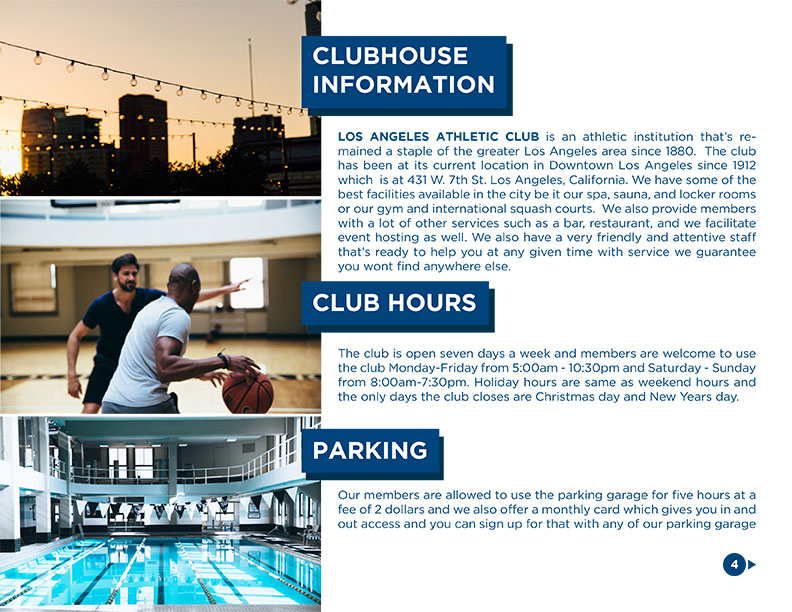 CLUBHOUSE
INFORMATION
LOS ANGELES ATHLETIC CLUB is an athletic institution that's re-
mained a staple of the greater Los Angeles area since 1880. The club
has been at its current location in Downtown Los Angeles since 1912
which is at 431 W. 7th St. Los Angeles, California. We have some of the
best facilities available in the city be it our spa, sauna, and locker rooms
or our gym and international squash courts. We also provide members
with a lot of other services such as a bar, restaurant, and we facilitate
event hosting as well. We also have a very friendly and attentive staff
that's ready to help you at any given time with service we guarantee
you wont find anywhere else.
CLUB HOURS
The club is open seven days a week and members are welcome to use
the club Monday-Friday from 5:00am - 10:30pm and Saturday - Sunday
from 8:00am-7:30pm. Holiday hours are same as weekend hours and
the only days the club closes are Christmas day and New Years day.
PARKING
Our members are allowed to use the parking garage for five hours at a
fee of 2 dollars and we also offer a monthly card which gives you in and
out access and you can sign up for that with any of our parking garage
4